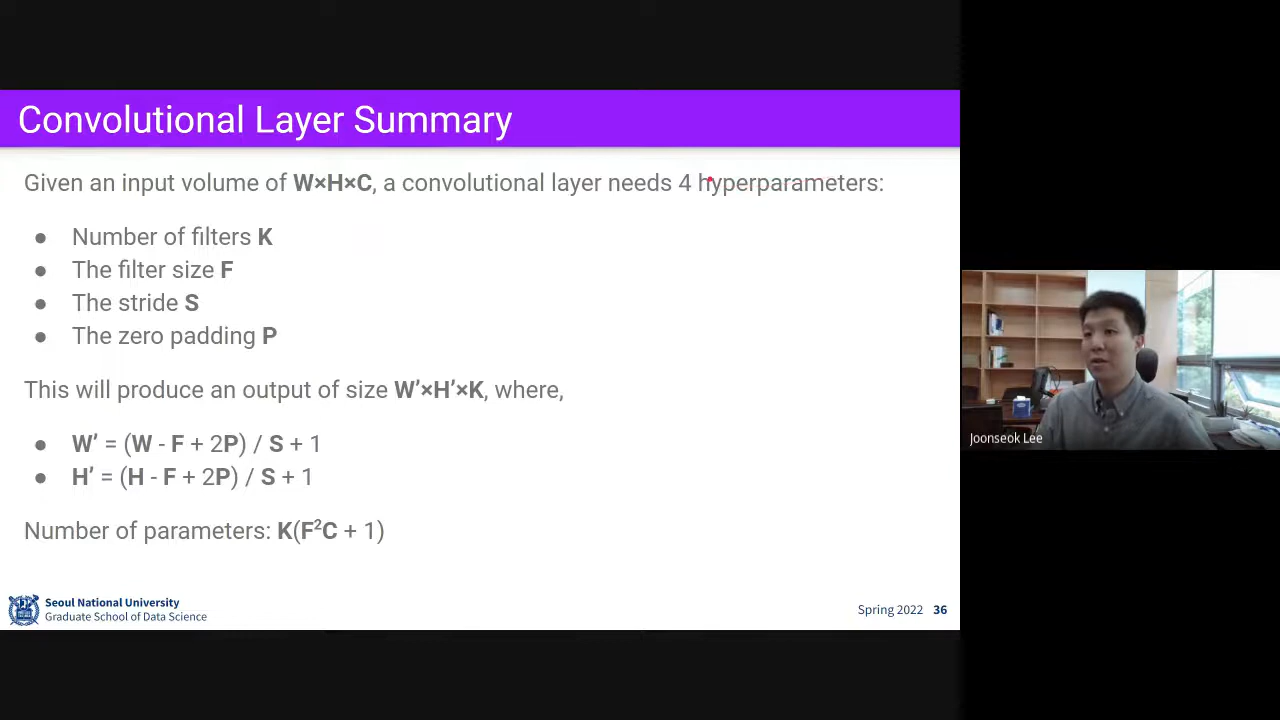 Convolutional Layer Summary
Given an input volume of W×H×C, a convolutional layer needs 4 hyperparameters:
● Number of filters K
● The filter size F
● The stride S
● The zero padding P
This will produce an output of size W’×H’×K, where,
● W’ = (W - F + 2P) / S + 1
● H’ = (H - F + 2P) / S + 1
Number of parameters: K(F²C + 1)
Seoul National University
Graduate School of Data Science
Spring 2022 36
Joonseok Lee